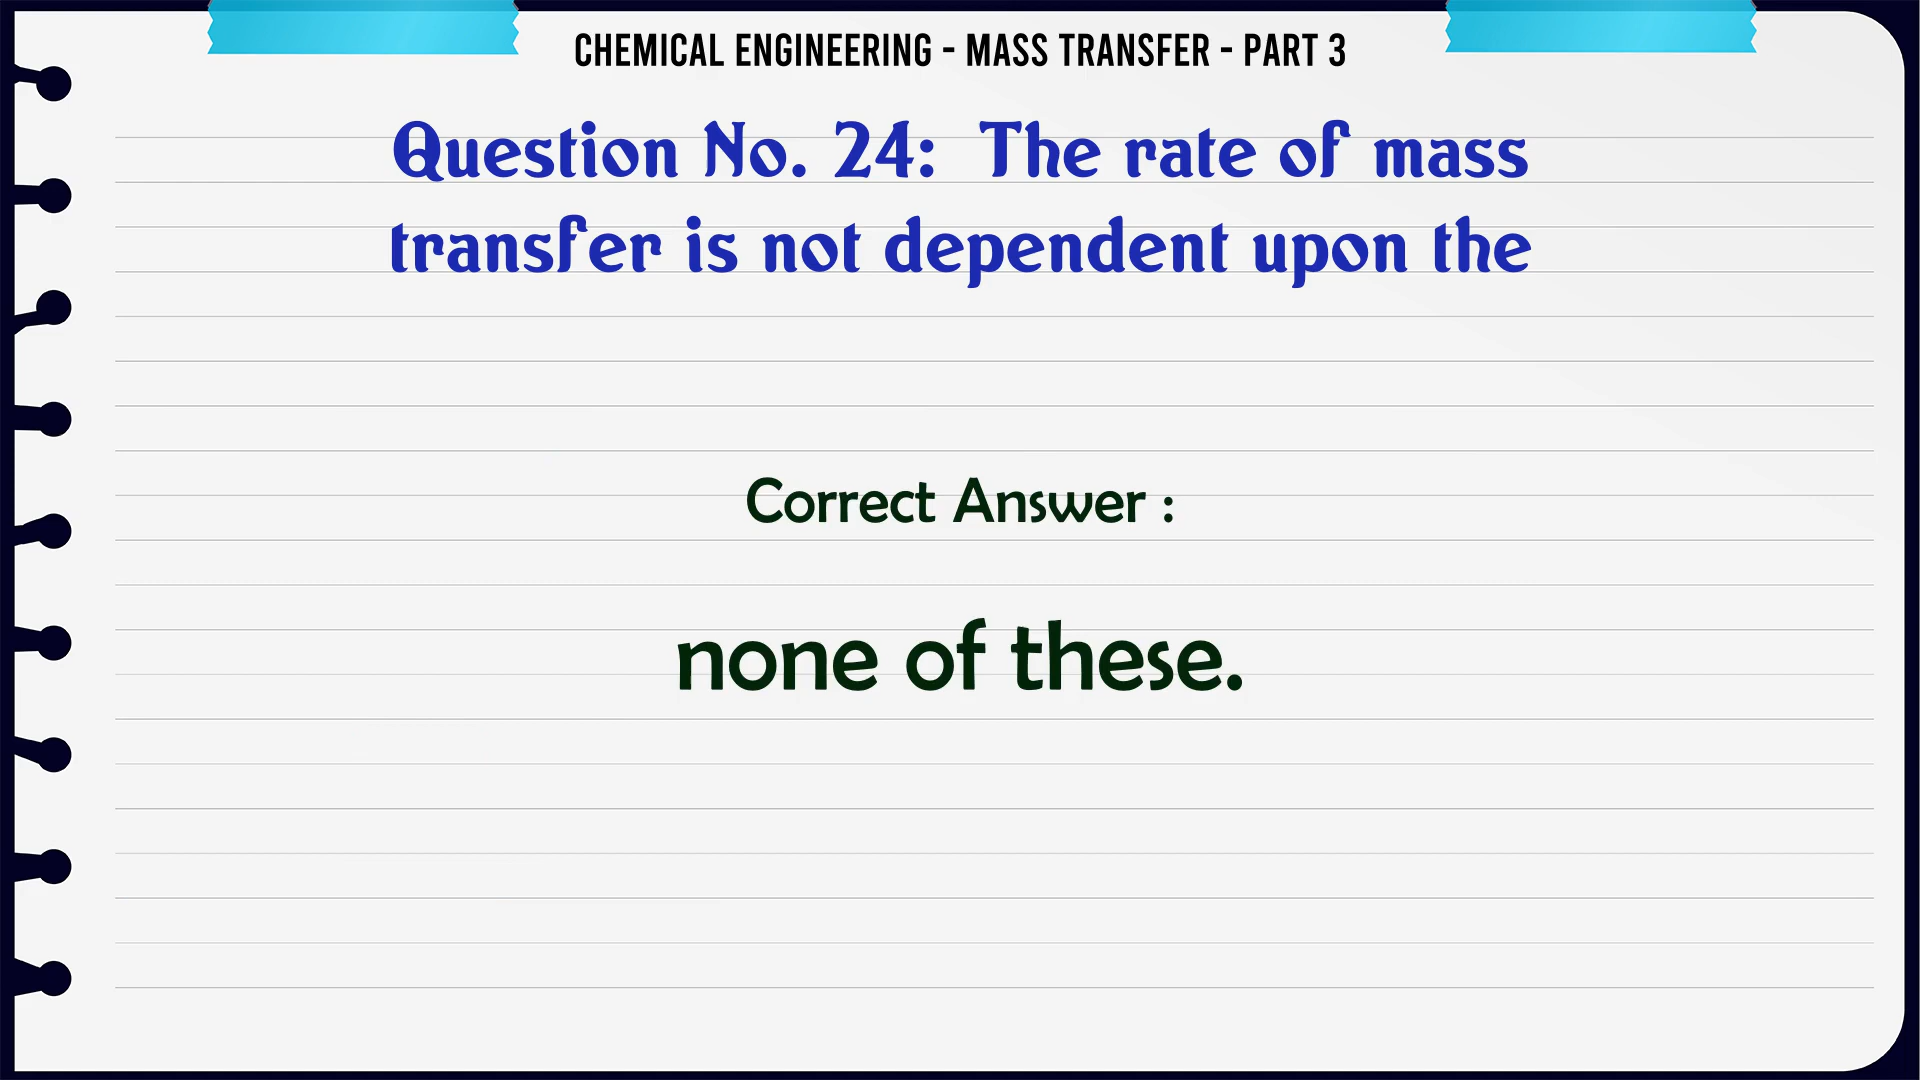 CHEMICAL ENGINEERING - MASS TRANSFER - PART 3
Question No. 24: The rate of mass
transfer is not dependent upon the
Correct Answer :
none of these.